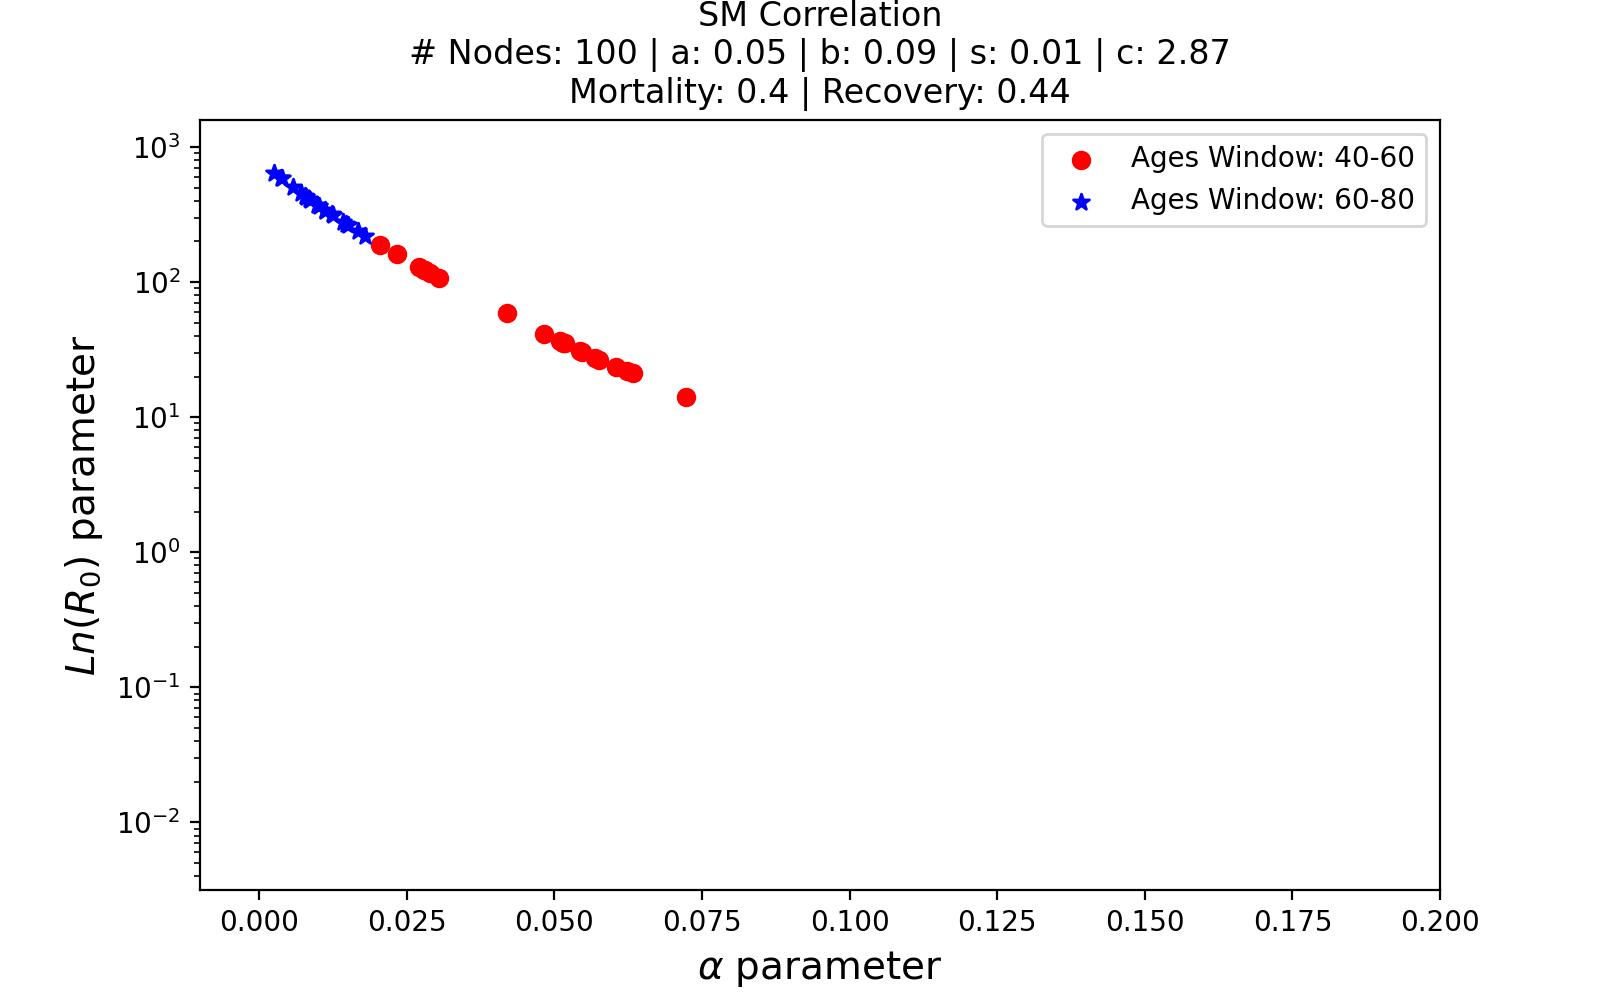 SM Correlation
# Nodes: 100 | a: 0.05 | b: 0.09 | s: 0.01 | c: 2.87
Mortality: 0.4 | Recovery: 0.44
Ages Window: 40-60
Ages Window: 60-80
10³
10²
10¹
10⁰
10⁻¹
10⁻²
Ln(R₀) parameter
0.000 0.025 0.050 0.075 0.100 0.125 0.150 0.175 0.200
α parameter